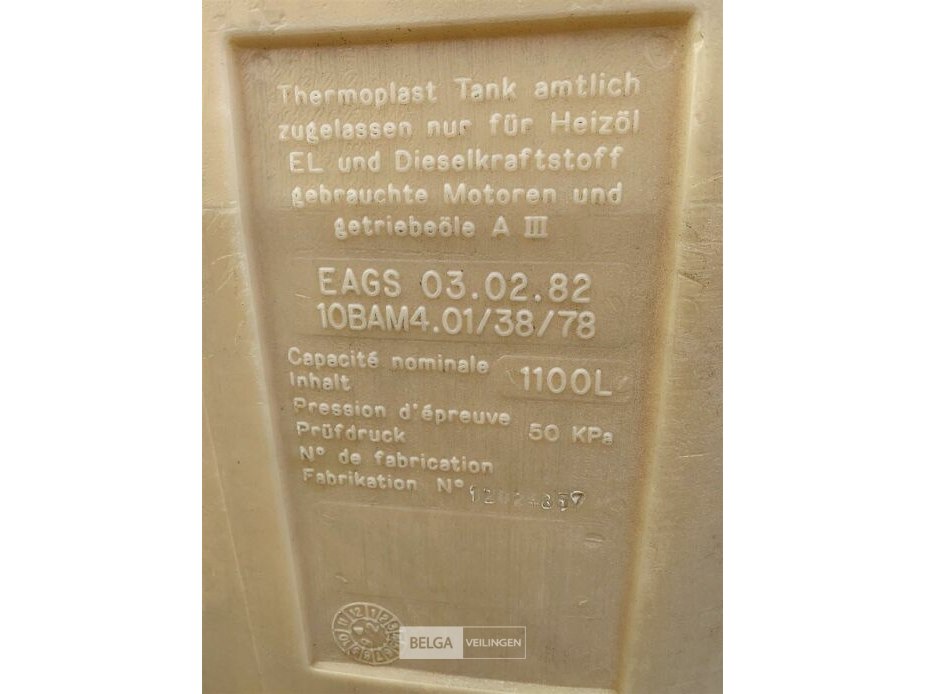 Thermoplast Tank amtlich
zugelassen nur für Heizöl
EL und Dieselkraftstoff
gebrauchte Motoren und
getriebeöle A III
EAGS 03.02.82
10BAM4.01/38/78
Capacité nominale
Inhalt
1100L
Pression d'épreuve
Prüfdruck
50 KPa
N° de fabrication
Fabrikation N°
BELGA VEILINGEN